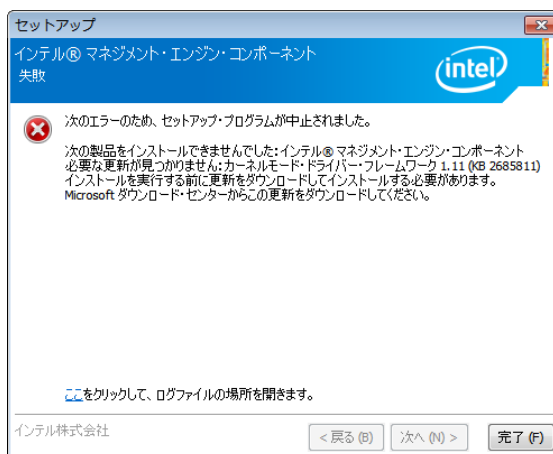 セットアップ
インテル® マネジメント・エンジン・コンポーネント
失敗
intel
次のエラーのため、セットアップ・プログラムが中止されました。
次の製品をインストールできませんでした:インテル® マネジメント・エンジン・コンポーネント
必要な更新が見つかりません:カーネルモード・ドライバー・フレームワーク 1.11 (KB 2685811)
インストールを実行する前に更新をダウンロードしてインストールする必要があります。
Microsoft ダウンロード・センターからこの更新をダウンロードしてください。
ここをクリックして、ログファイルの場所を開きます。
インテル株式会社
< 戻る (B)
次へ (N) >
完了 (F)